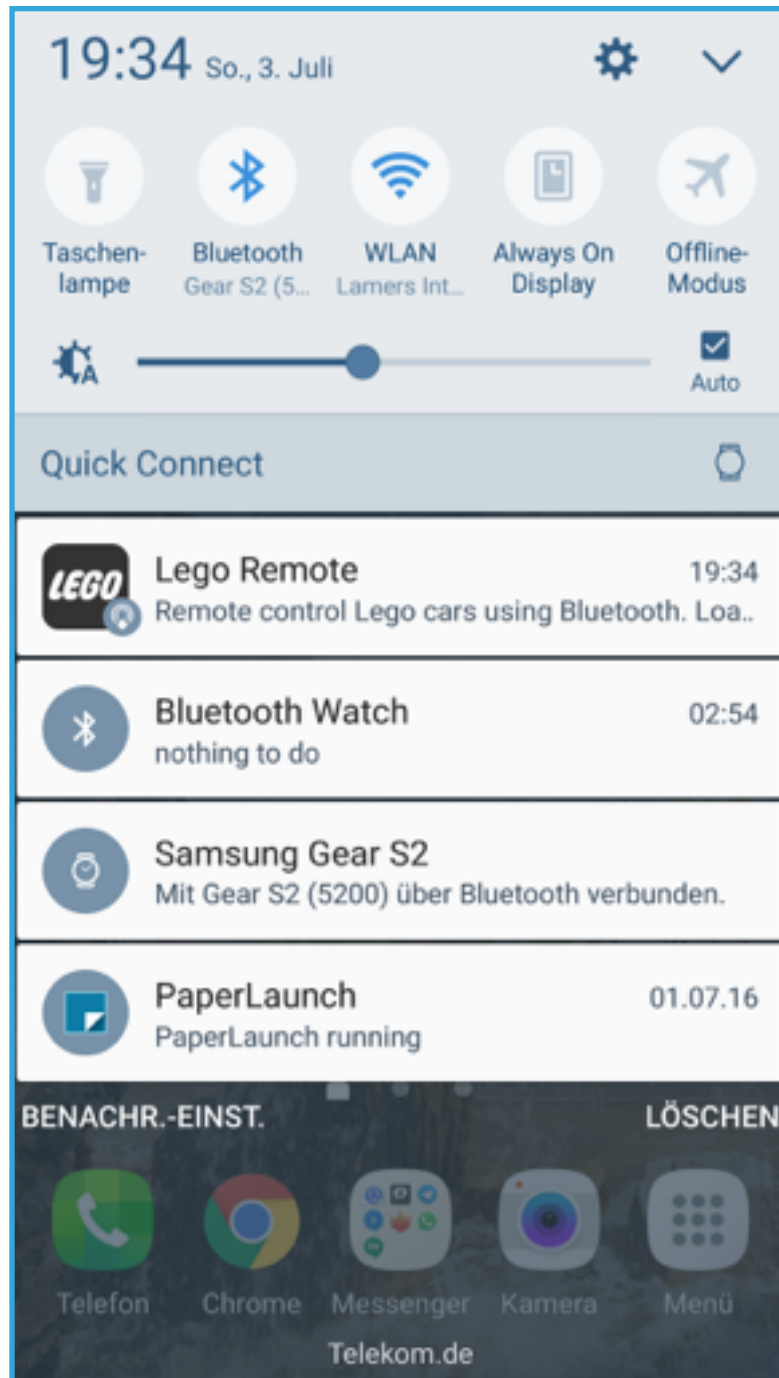 19:34 So., 3. Juli
Taschen-
lampe
Bluetooth
Gear S2 (5...
WLAN
Lamers Int...
Always On
Display
Offline-
Modus
A
Auto
Quick Connect
LEGO
Lego Remote 19:34
Remote control Lego cars using Bluetooth. Loa..
Bluetooth Watch 02:54
nothing to do
Samsung Gear S2
Mit Gear S2 (5200) über Bluetooth verbunden.
PaperLaunch 01.07.16
PaperLaunch running
BENACHR.-EINST. LÖSCHEN
Telefon Chrome Messenger Kamera Menü
Telekom.de